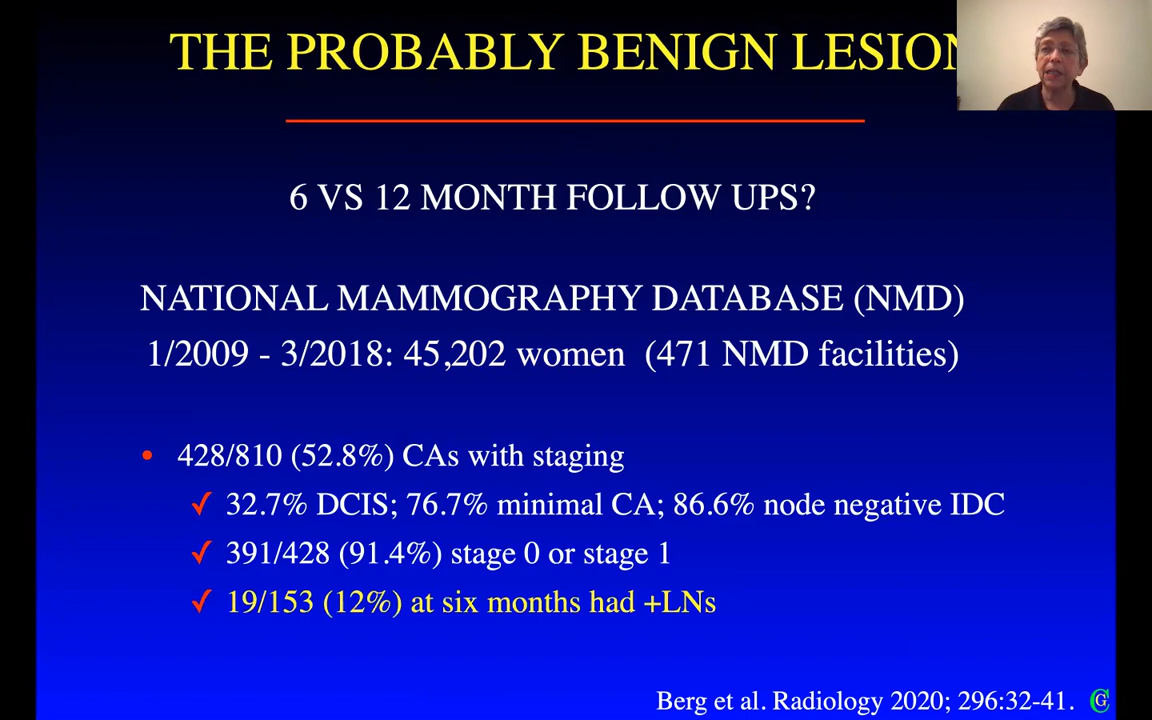 THE PROBABLY BENIGN LESION
6 VS 12 MONTH FOLLOW UPS?
NATIONAL MAMMOGRAPHY DATABASE (NMD)
1/2009 - 3/2018: 45,202 women (471 NMD facilities)
• 428/810 (52.8%) CAs with staging
✓ 32.7% DCIS; 76.7% minimal CA; 86.6% node negative IDC
✓ 391/428 (91.4%) stage 0 or stage 1
✓ 19/153 (12%) at six months had +LNs
Berg et al. Radiology 2020; 296:32-41. CG